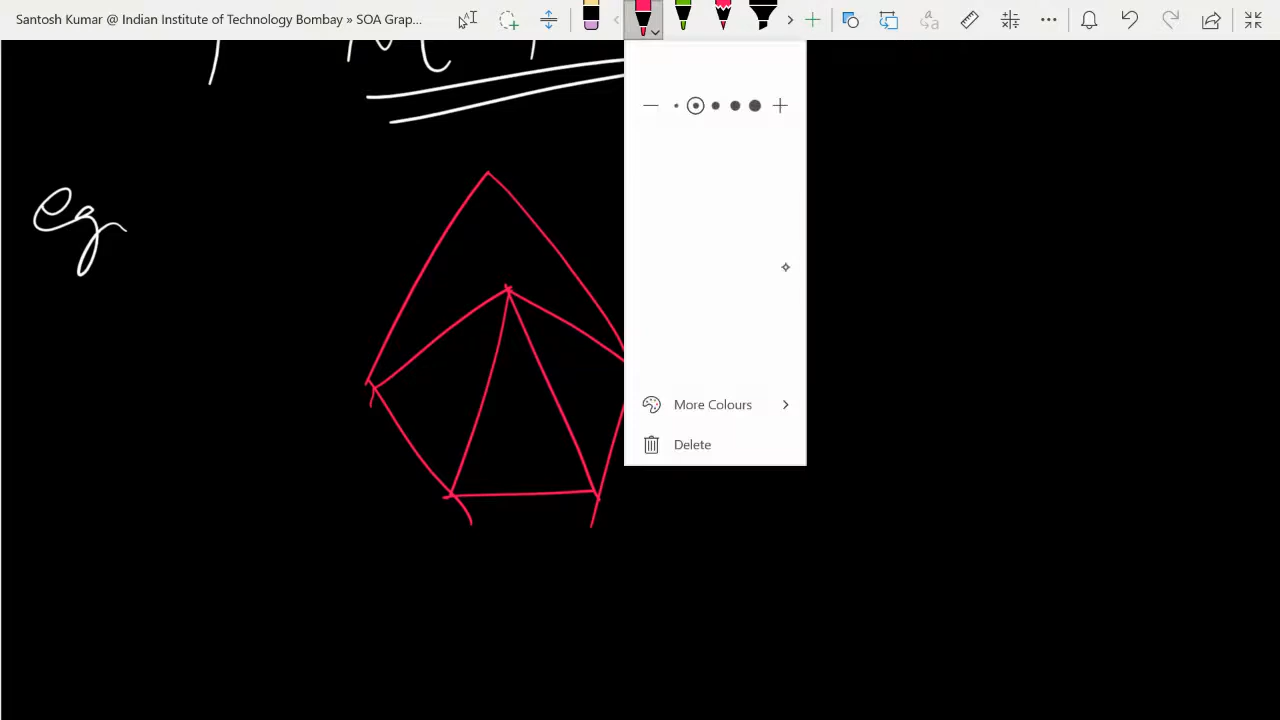 Santosh Kumar @ Indian Institute of Technology Bombay » SOA Grap...
eg
More Colours
Delete